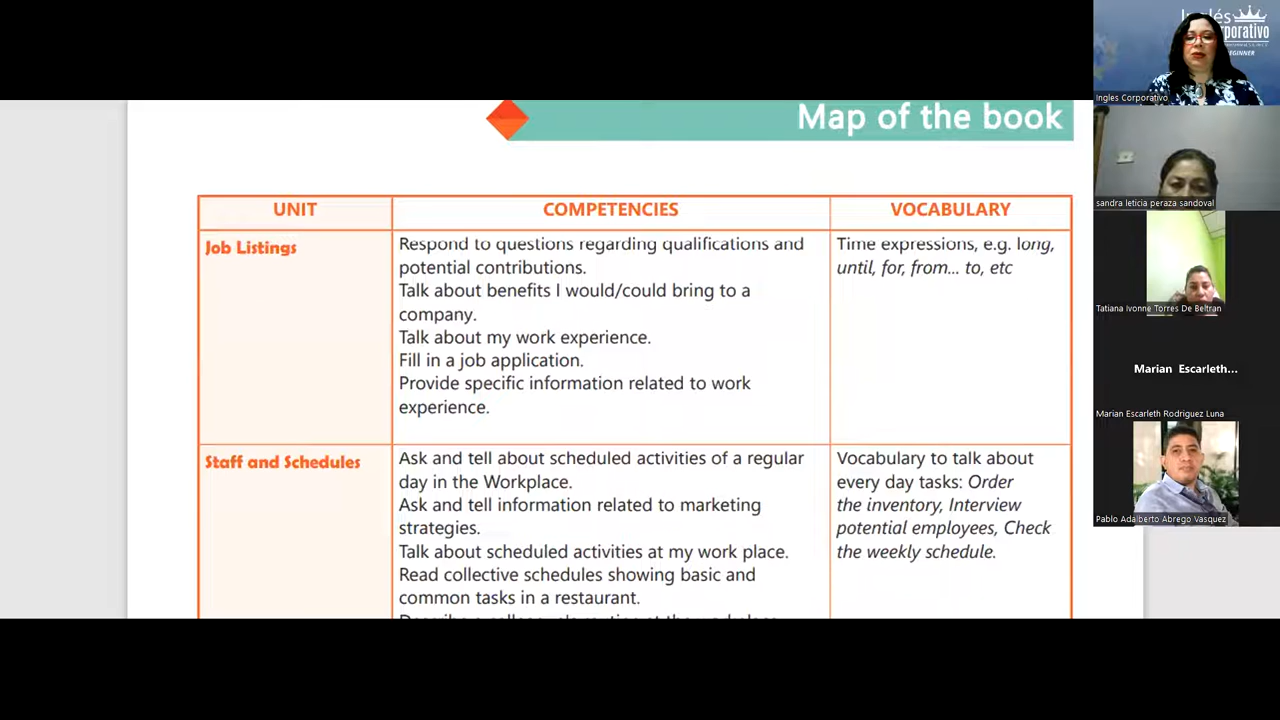 Map of the book
UNIT
COMPETENCIES
VOCABULARY
Job Listings
Respond to questions regarding qualifications and
potential contributions.
Talk about benefits I would/could bring to a
company.
Talk about my work experience.
Fill in a job application.
Provide specific information related to work
experience.
Time expressions, e.g. long,
until, for, from... to, etc
Staff and Schedules
Ask and tell about scheduled activities of a regular
day in the Workplace.
Ask and tell information related to marketing
strategies.
Talk about scheduled activities at my work place.
Read collective schedules showing basic and
common tasks in a restaurant.
Vocabulary to talk about
every day tasks: Order
the inventory, Interview
potential employees, Check
the weekly schedule.
Inglés
Ingles Corporativo
sandra leticia peraza sandoval
Tatiana Ivonne Torres De Beltran
Marian Escarleth...
Marian Escarleth Rodriguez Luna
Pablo Adalberto Abrego Vasquez